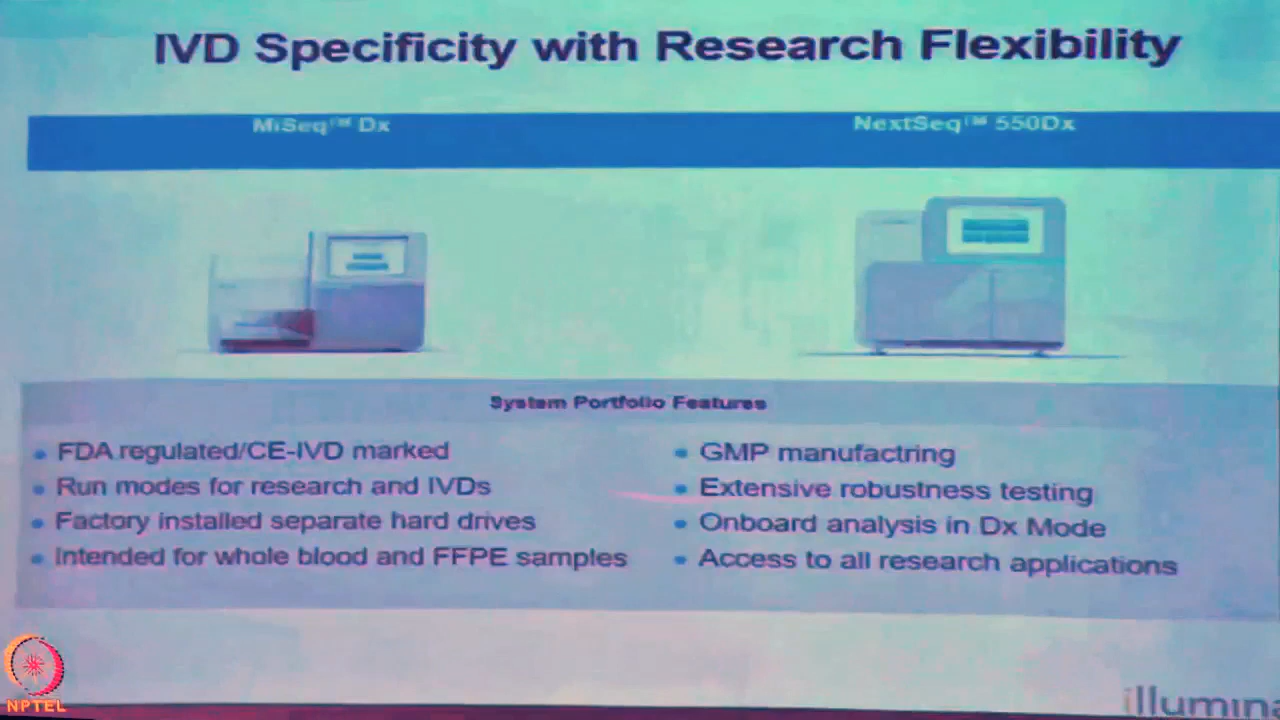 IVD Specificity with Research Flexibility
MiSeq™ Dx
NextSeq™ 550Dx
System Portfolio Features
• FDA regulated/CE-IVD marked
• Run modes for research and IVDs
• Factory installed separate hard drives
• Intended for whole blood and FFPE samples
• GMP manufactring
• Extensive robustness testing
• Onboard analysis in Dx Mode
• Access to all research applications
NPTEL
illumina